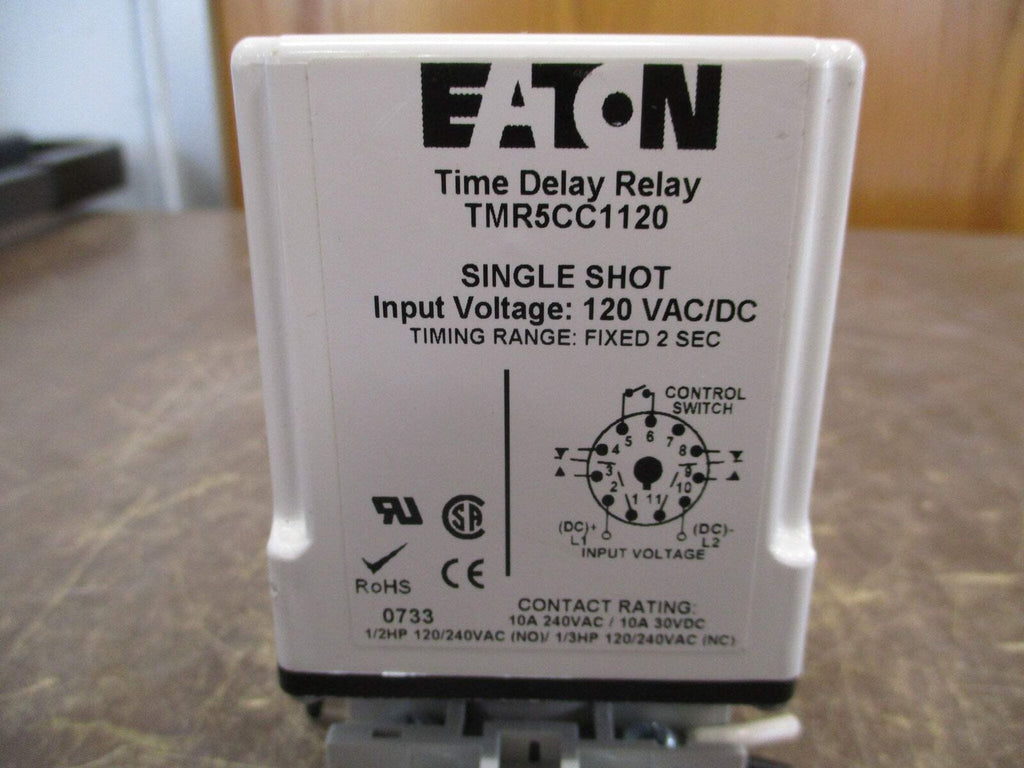 EATON
Time Delay Relay
TMR5CC1120
SINGLE SHOT
Input Voltage: 120 VAC/DC
TIMING RANGE: FIXED 2 SEC
CONTROL
SWITCH
5 6 7
4 8
3 9
2 10
1 11
(DC)+ (DC)-
L1 L2
INPUT VOLTAGE
RU SA
RoHS CE
0733
CONTACT RATING:
10A 240VAC / 10A 30VDC
1/2HP 120/240VAC (NO)/ 1/3HP 120/240VAC (NC)